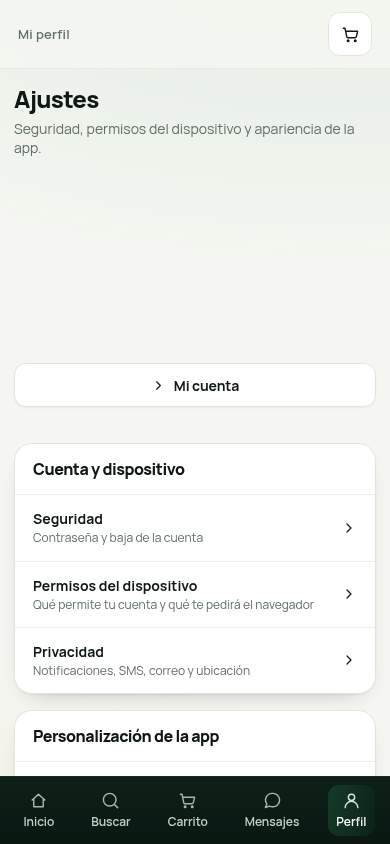 Mi perfil
Ajustes
Seguridad, permisos del dispositivo y apariencia de la
app.
Mi cuenta
Cuenta y dispositivo
Seguridad
Contraseña y baja de la cuenta
Permisos del dispositivo
Qué permite tu cuenta y qué te pedirá el navegador
Privacidad
Notificaciones, SMS, correo y ubicación
Personalización de la app
Inicio
Buscar
Carrito
Mensajes
Perfil